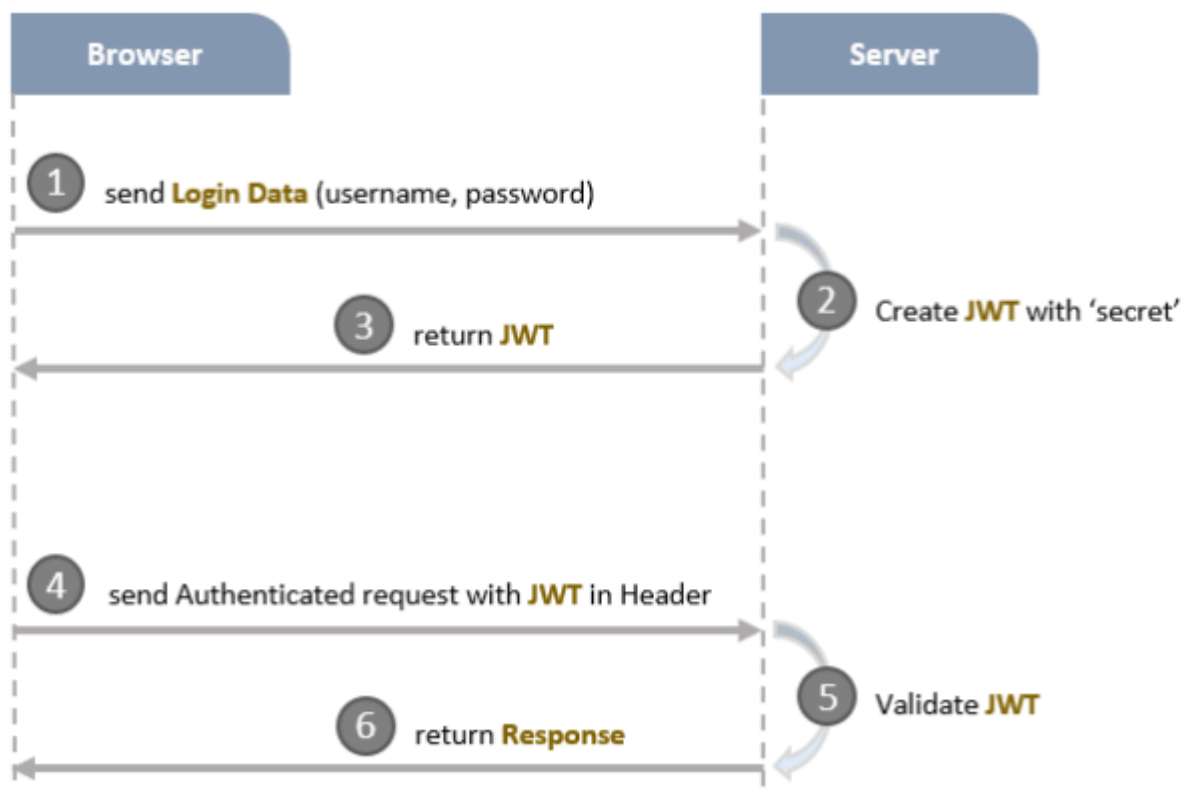 Browser
Server
1
send Login Data (username, password)
2
Create JWT with ‘secret’
3
return JWT
4
send Authenticated request with JWT in Header
5
Validate JWT
6
return Response